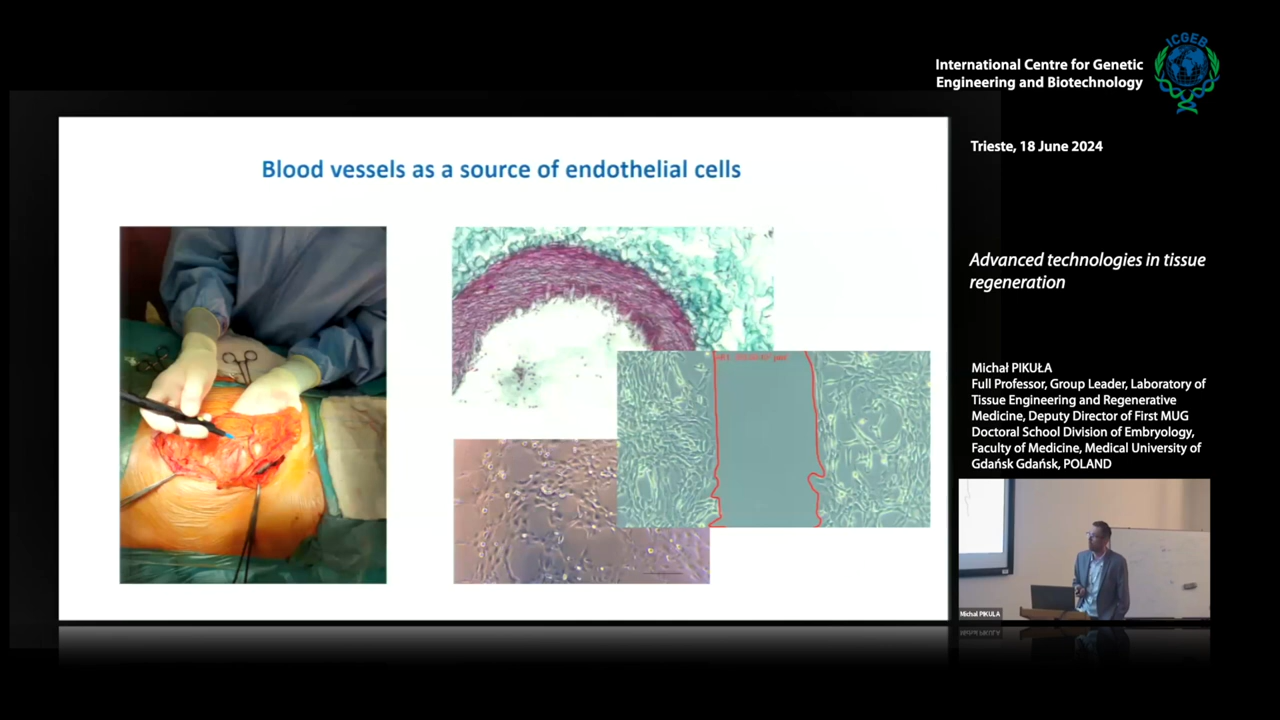 International Centre for Genetic
Engineering and Biotechnology
ICGEB
Trieste, 18 June 2024
Blood vessels as a source of endothelial cells
Advanced technologies in tissue
regeneration
Michał PIKUŁA
Full Professor, Group Leader, Laboratory of
Tissue Engineering and Regenerative
Medicine, Deputy Director of First MUG
Doctoral School Division of Embryology,
Faculty of Medicine, Medical University of
Gdańsk Gdańsk, POLAND
Michał PIKUŁA